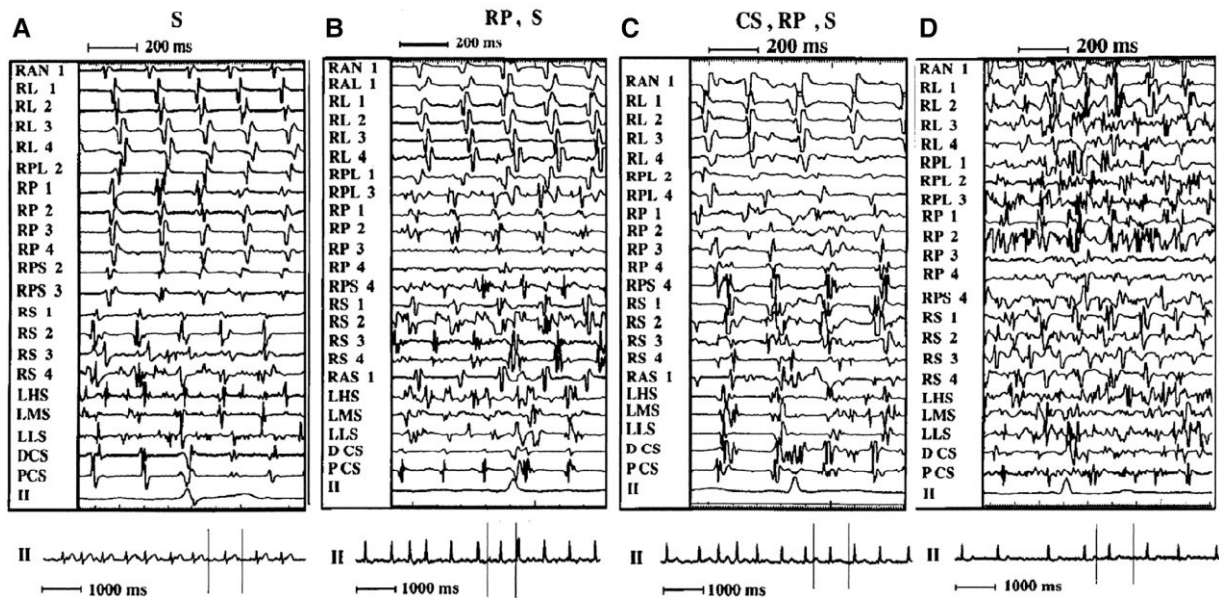 A
S
200 ms
RAN 1
RL 1
RL 2
RL 3
RL 4
RPL 2
RP 1
RP 2
RP 3
RP 4
RPS 2
RPS 3
RS 1
RS 2
RS 3
RS 4
LHS
LMS
LLS
DCS
PCS
II
II
1000 ms
B
RP, S
200 ms
RAN 1
RAL 1
RL 1
RL 2
RL 3
RL 4
RPL 1
RPL 3
RP 1
RP 2
RP 3
RP 4
RPS 4
RS 1
RS 2
RS 3
RS 4
RAS 1
LHS
LMS
LLS
DCS
PCS
II
II
1000 ms
C
CS, RP, S
200 ms
RAN 1
RL 1
RL 2
RL 3
RL 4
RPL 2
RPL 4
RP 1
RP 2
RP 3
RP 4
RPS 4
RS 1
RS 2
RS 3
RS 4
RAS 1
LHS
LMS
LLS
DCS
PCS
II
II
1000 ms
D
200 ms
RAN 1
RL 1
RL 2
RL 3
RL 4
RPL 1
RPL 2
RPL 3
RP 1
RP 2
RP 3
RP 4
RPS 4
RS 1
RS 2
RS 3
RS 4
LHS
LMS
LLS
DCS
PCS
II
II
1000 ms